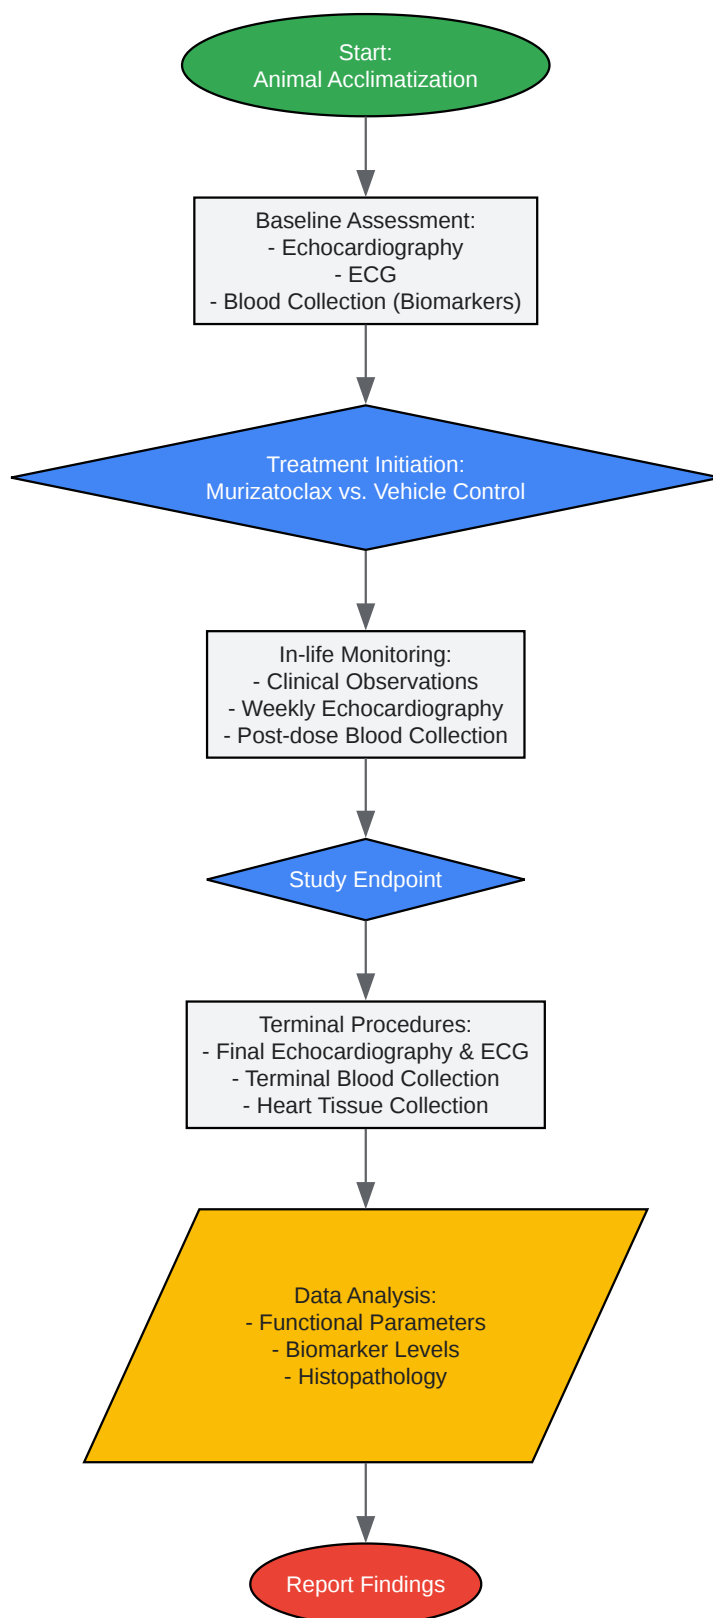 Start:
Animal Acclimatization
Baseline Assessment:
- Echocardiography
- ECG
- Blood Collection (Biomarkers)
Treatment Initiation:
Murizatoclax vs. Vehicle Control
In-life Monitoring:
- Clinical Observations
- Weekly Echocardiography
- Post-dose Blood Collection
Study Endpoint
Terminal Procedures:
- Final Echocardiography & ECG
- Terminal Blood Collection
- Heart Tissue Collection
Data Analysis:
- Functional Parameters
- Biomarker Levels
- Histopathology
Report Findings